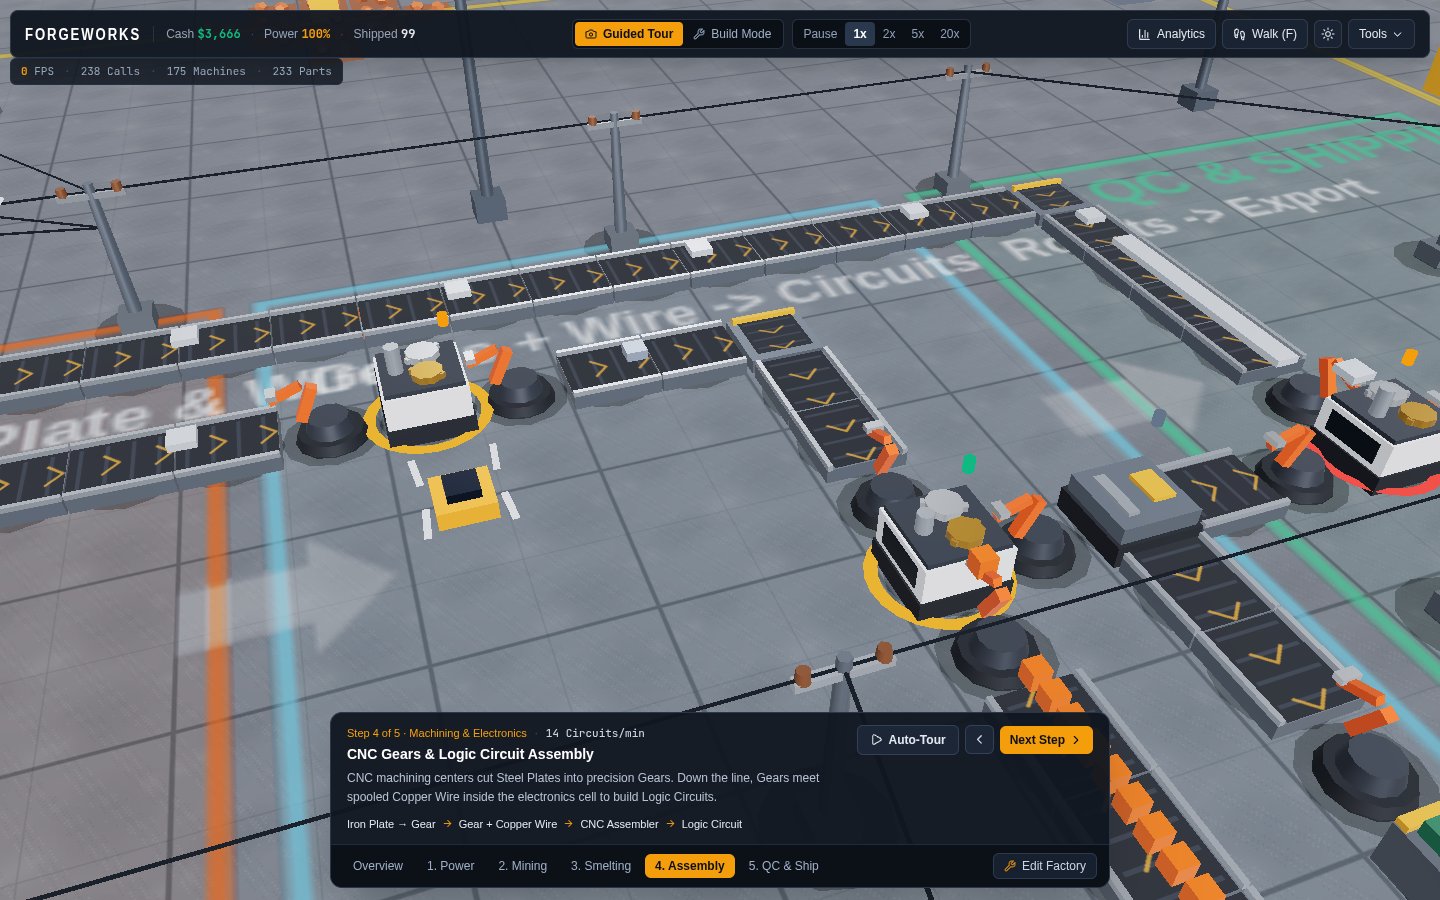 FORGEWORKS
Cash $3,666 · Power 100% · Shipped 99
Guided Tour
Build Mode
Pause 1x 2x 5x 20x
Analytics
Walk (F)
Tools
0 FPS · 238 Calls · 175 Machines · 233 Parts
QC & Shipping
-> Export
+ Wire -> Circuits
Plate &
Step 4 of 5 · Machining & Electronics · 14 Circuits/min
CNC Gears & Logic Circuit Assembly
Auto-Tour
Next Step
CNC machining centers cut Steel Plates into precision Gears. Down the line, Gears meet
spooled Copper Wire inside the electronics cell to build Logic Circuits.
Iron Plate → Gear → Gear + Copper Wire → CNC Assembler → Logic Circuit
Overview
1. Power
2. Mining
3. Smelting
4. Assembly
5. QC & Ship
Edit Factory